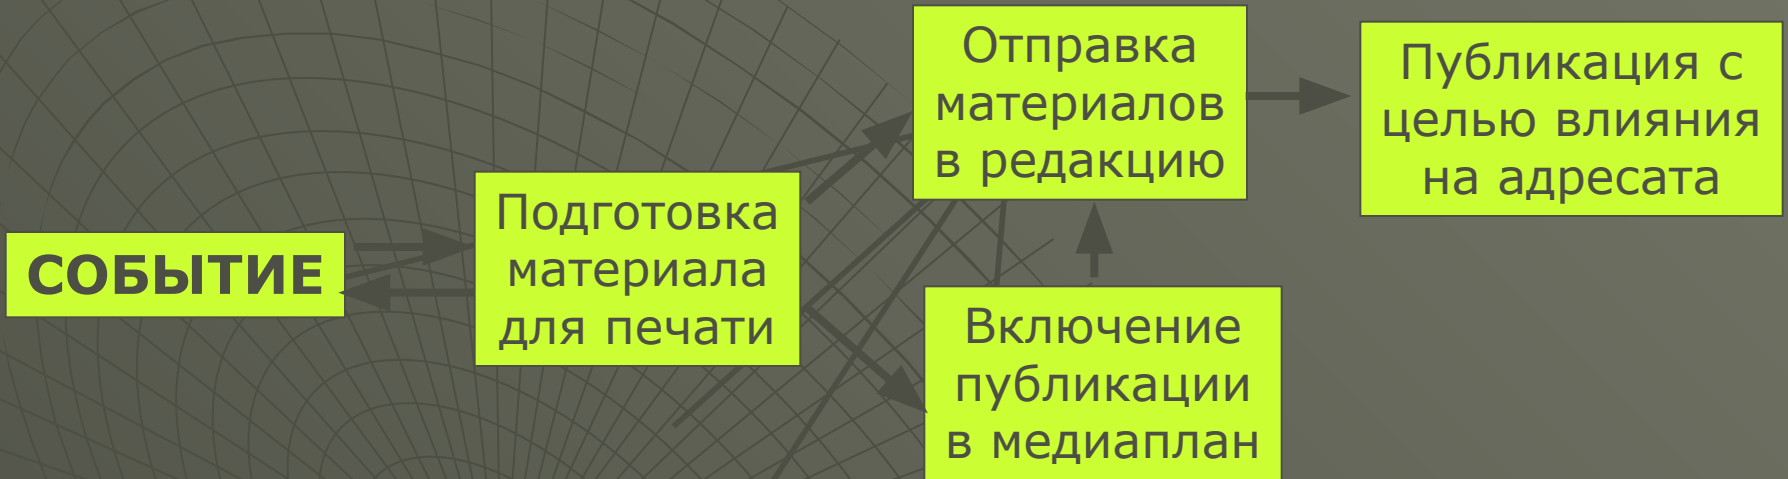 СОБЫТИЕ
Подготовка
материала
для печати
Отправка
материалов
в редакцию
Включение
публикации
в медиаплан
Публикация с
целью влияния
на адресата